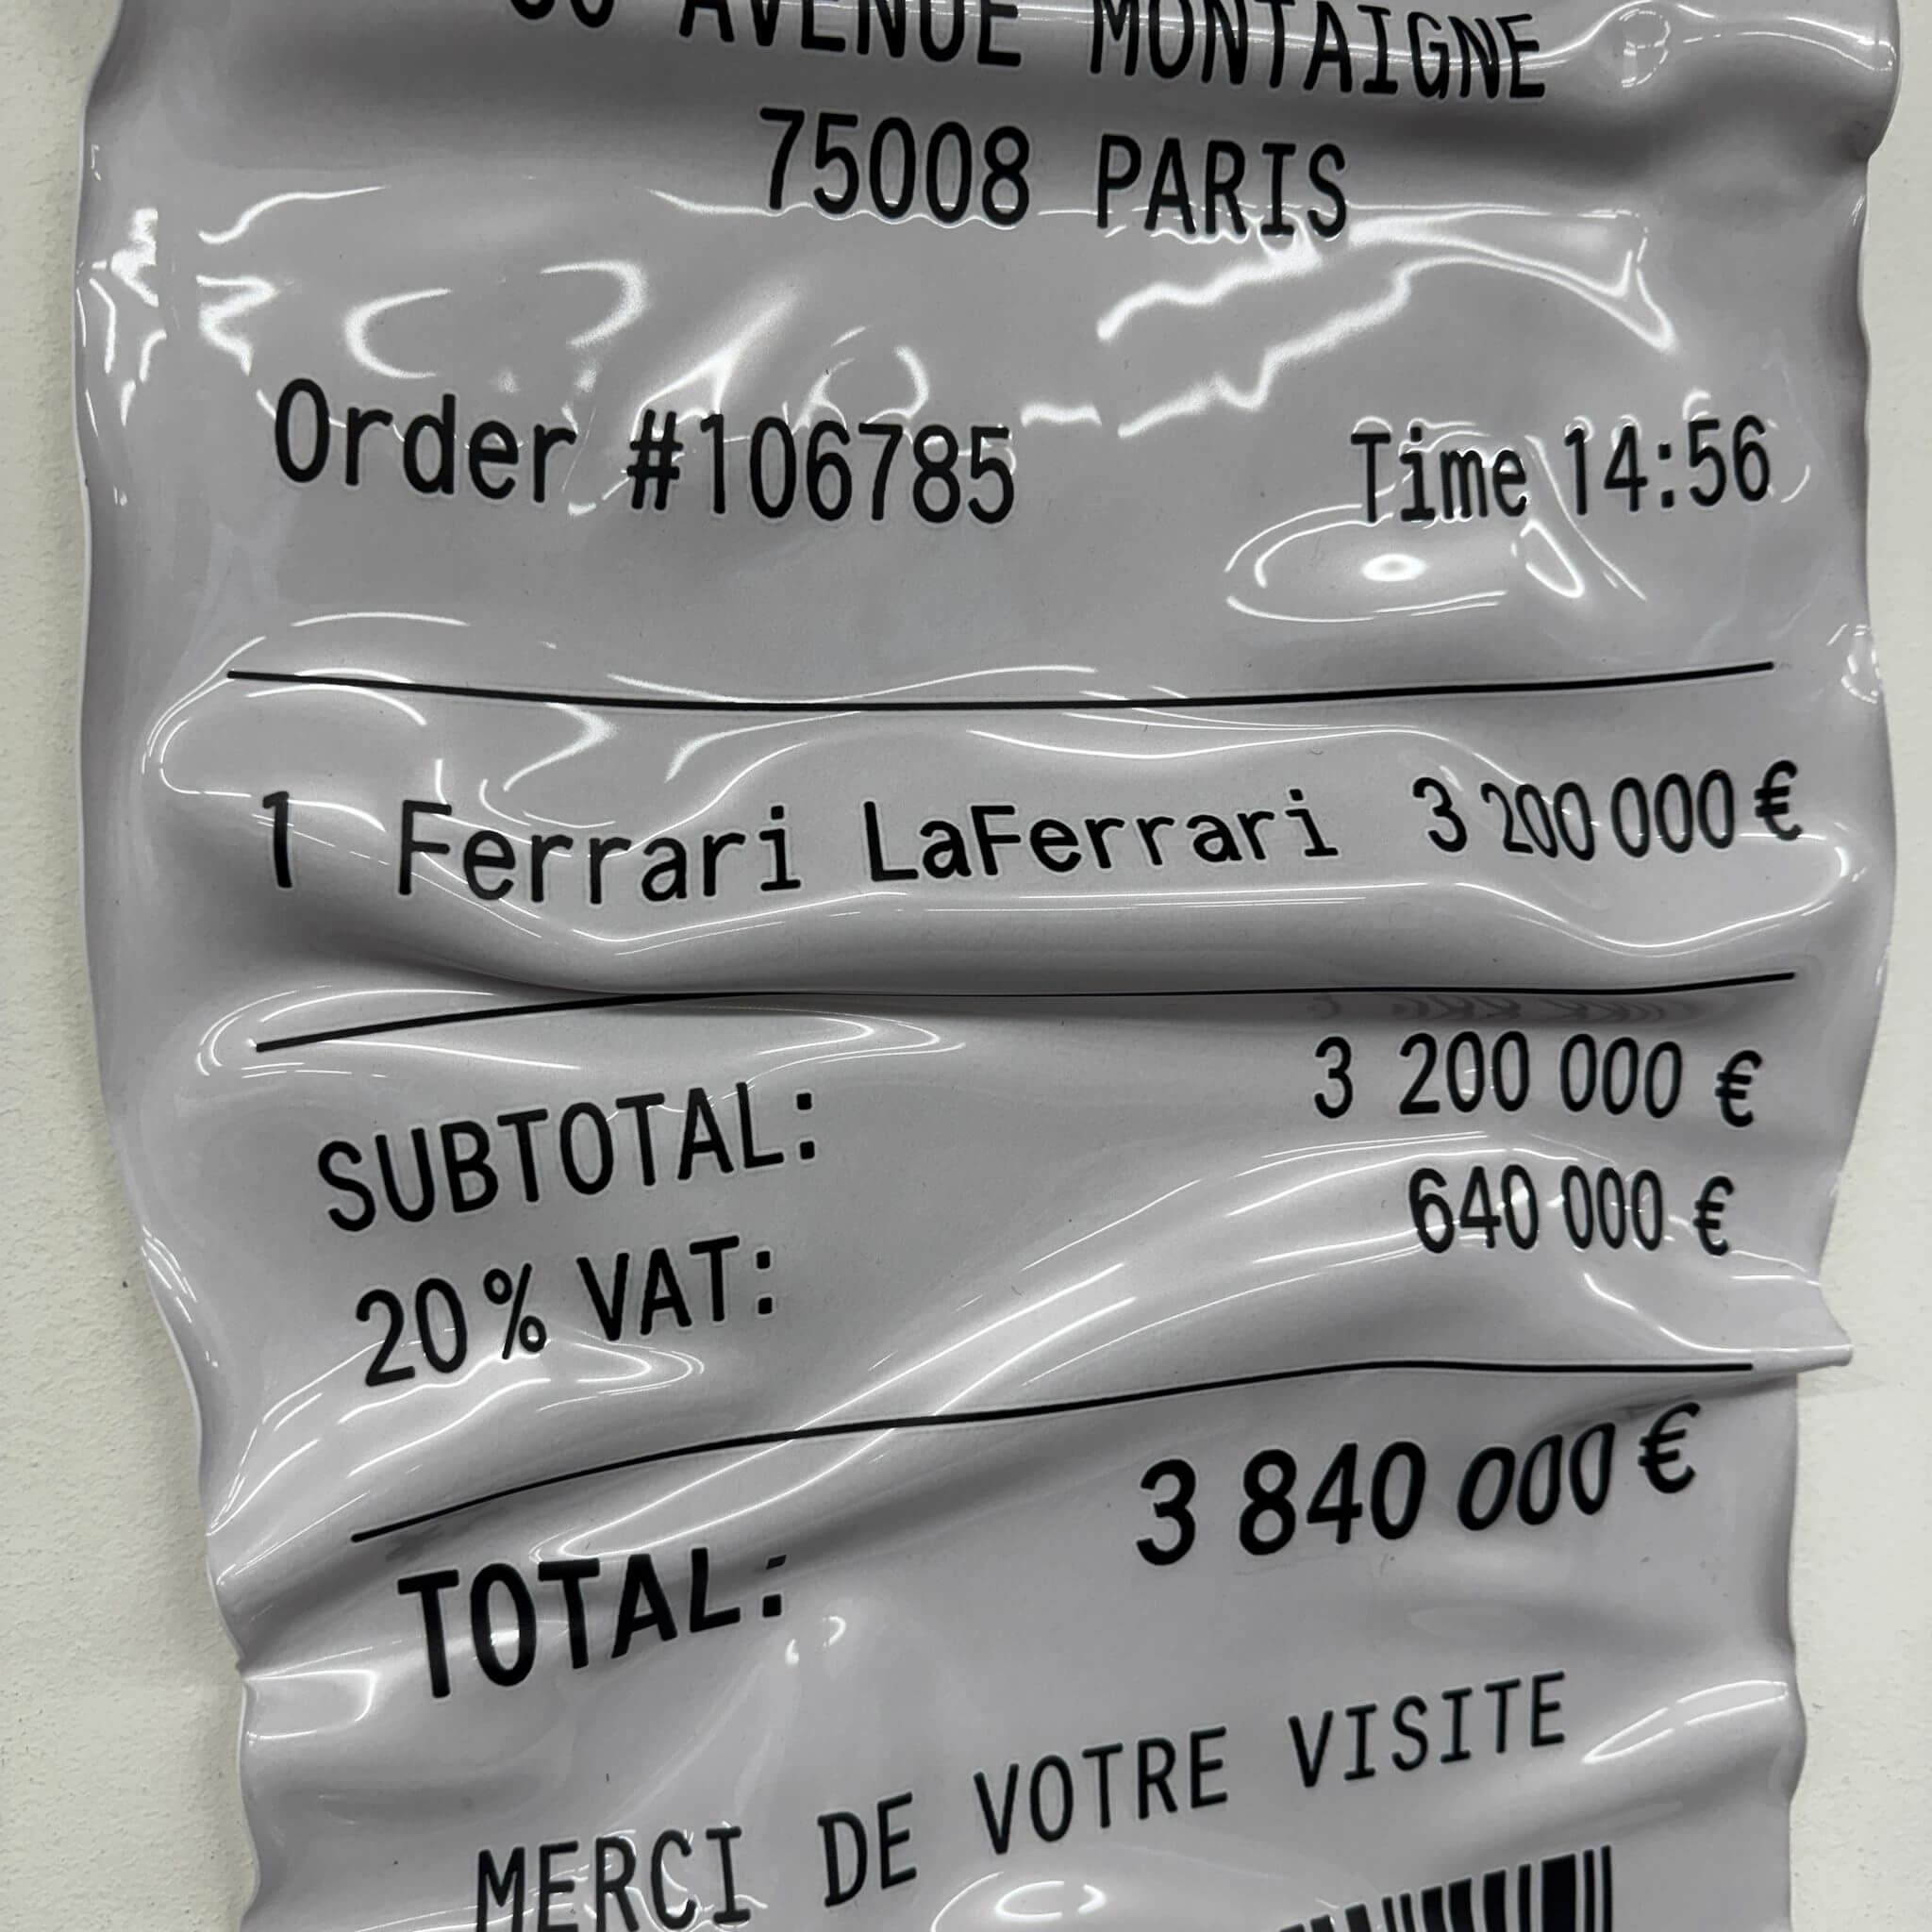 AVENUE MONTAIGNE
75008 PARIS
Order #106785 Time 14:56
1 Ferrari LaFerrari 3 200 000 €
SUBTOTAL: 3 200 000 €
20% VAT: 640 000 €
TOTAL: 3 840 000 €
MERCI DE VOTRE VISITE